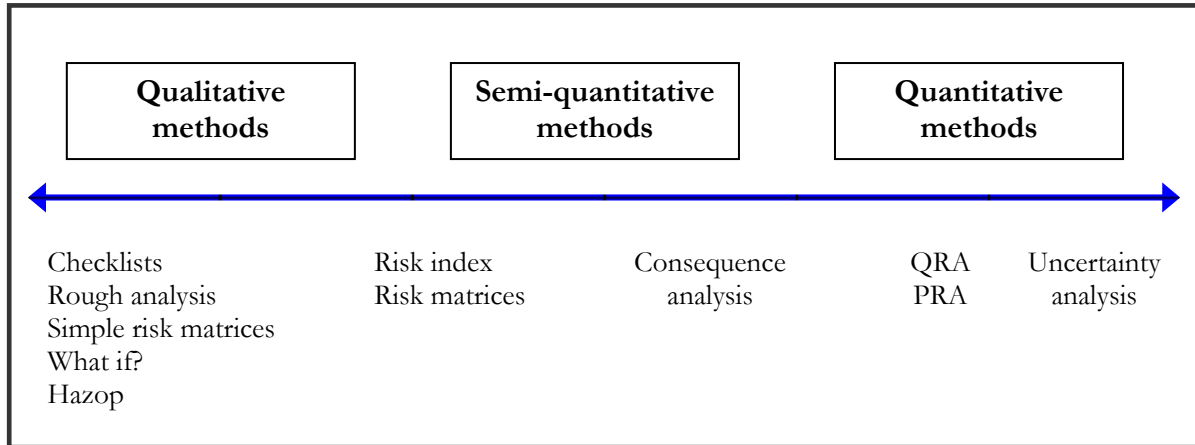 Qualitative
methods
Semi-quantitative
methods
Quantitative
methods
Checklists
Rough analysis
Simple risk matrices
What if?
Hazop
Risk index
Risk matrices
Consequence
analysis
QRA
PRA
Uncertainty
analysis